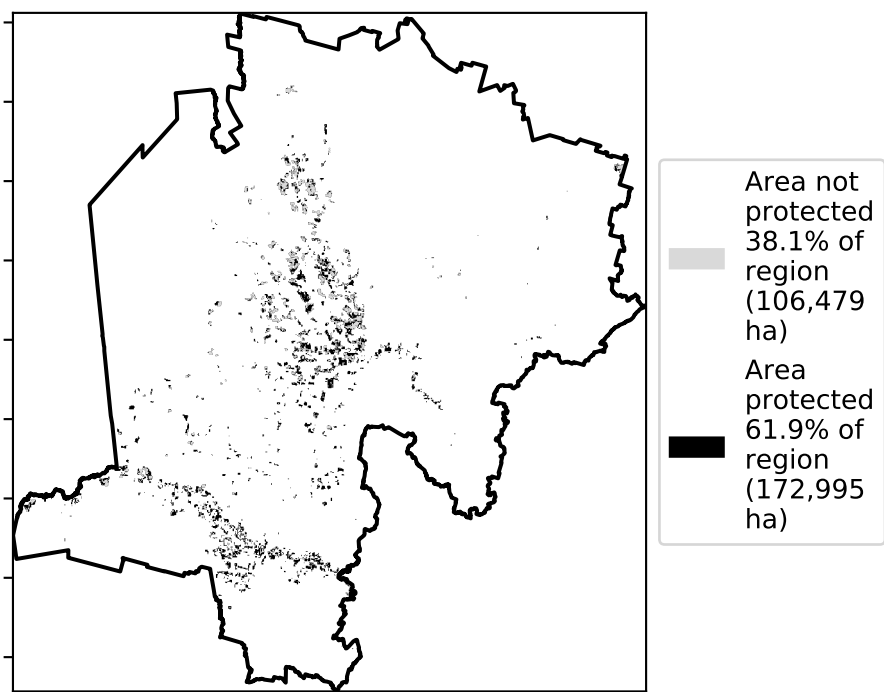 Area not
protected
38.1% of
region
(106,479
ha)
Area
protected
61.9% of
region
(172,995
ha)